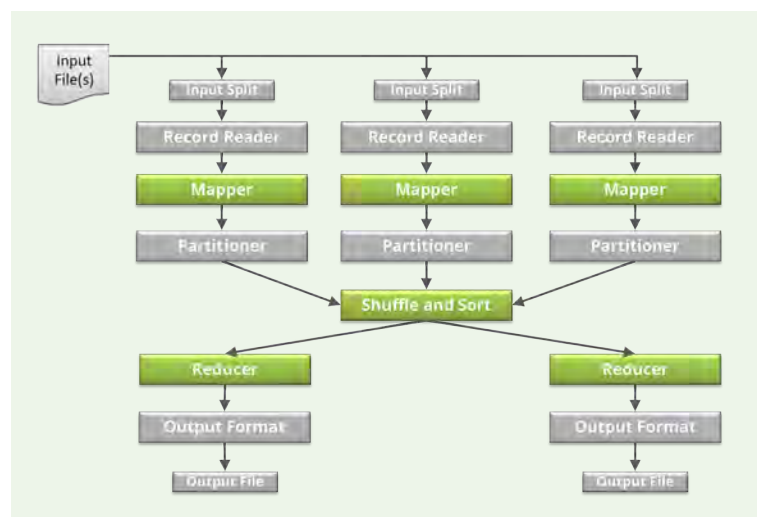 Input
File(s)
Input Split
Input Split
Input Split
Record Reader
Record Reader
Record Reader
Mapper
Mapper
Mapper
Partitioner
Partitioner
Partitioner
Shuffle and Sort
Reducer
Reducer
Output Format
Output Format
Output File
Output File